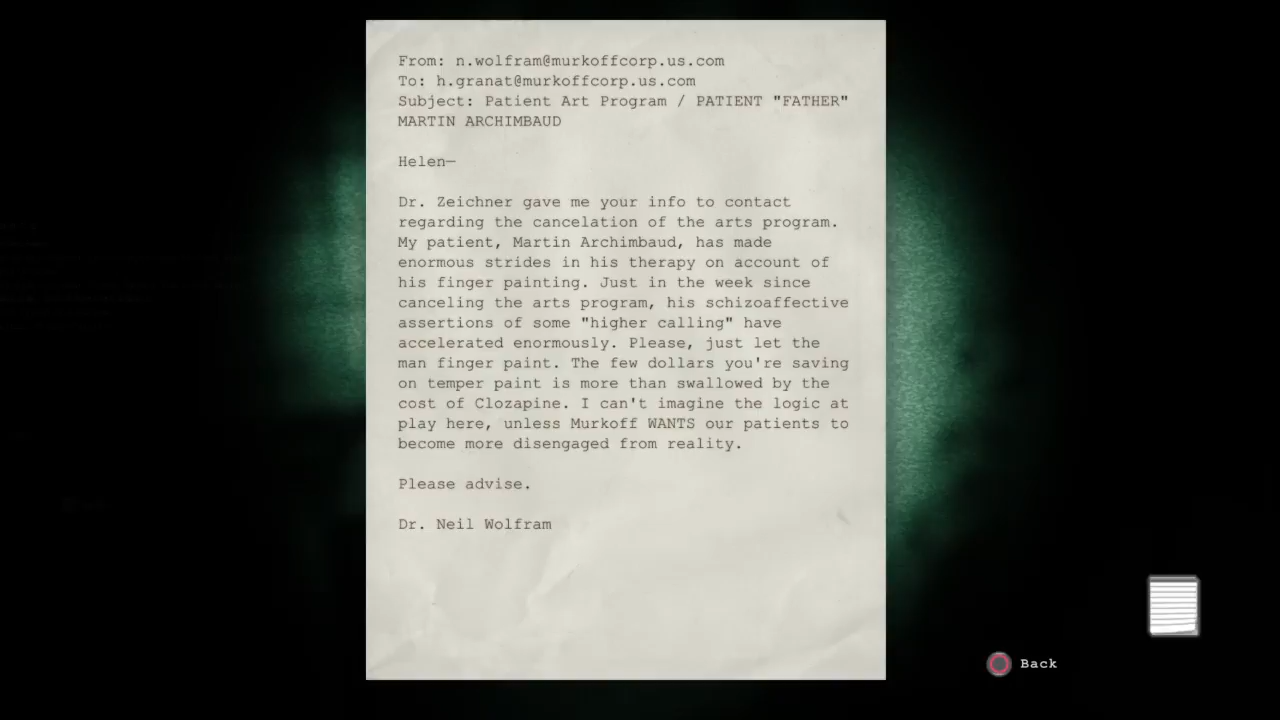 From: n.wolfram@murkoffcorp.us.com
To: h.granat@murkoffcorp.us.com
Subject: Patient Art Program / PATIENT "FATHER"
MARTIN ARCHIMBAUD
Helen—
Dr. Zeichner gave me your info to contact
regarding the cancelation of the arts program.
My patient, Martin Archimbaud, has made
enormous strides in his therapy on account of
his finger painting. Just in the week since
canceling the arts program, his schizoaffective
assertions of some "higher calling" have
accelerated enormously. Please, just let the
man finger paint. The few dollars you're saving
on temper paint is more than swallowed by the
cost of Clozapine. I can't imagine the logic at
play here, unless Murkoff WANTS our patients to
become more disengaged from reality.
Please advise.
Dr. Neil Wolfram
Back